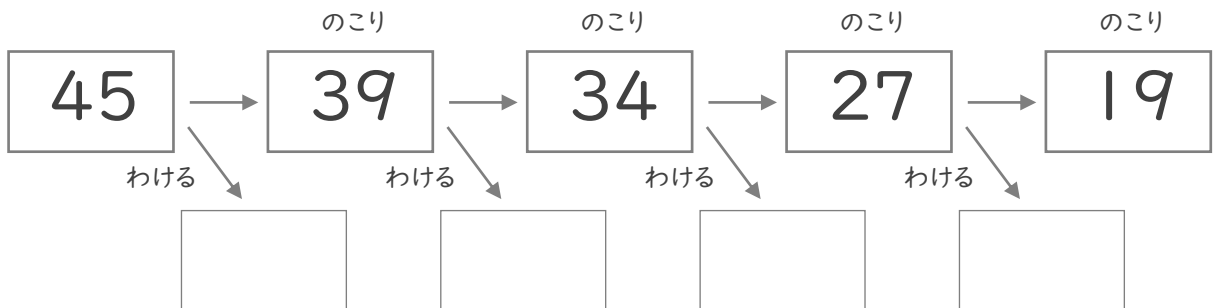 のこり のこり のこり のこり
45 39 34 27 19
わける わける わける わける